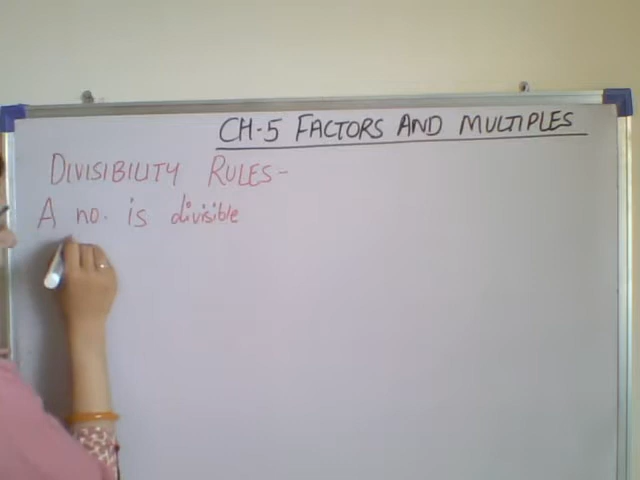 CH-5 FACTORS AND MULTIPLES
DIVISIBILITY RULES-
A no. is divisible